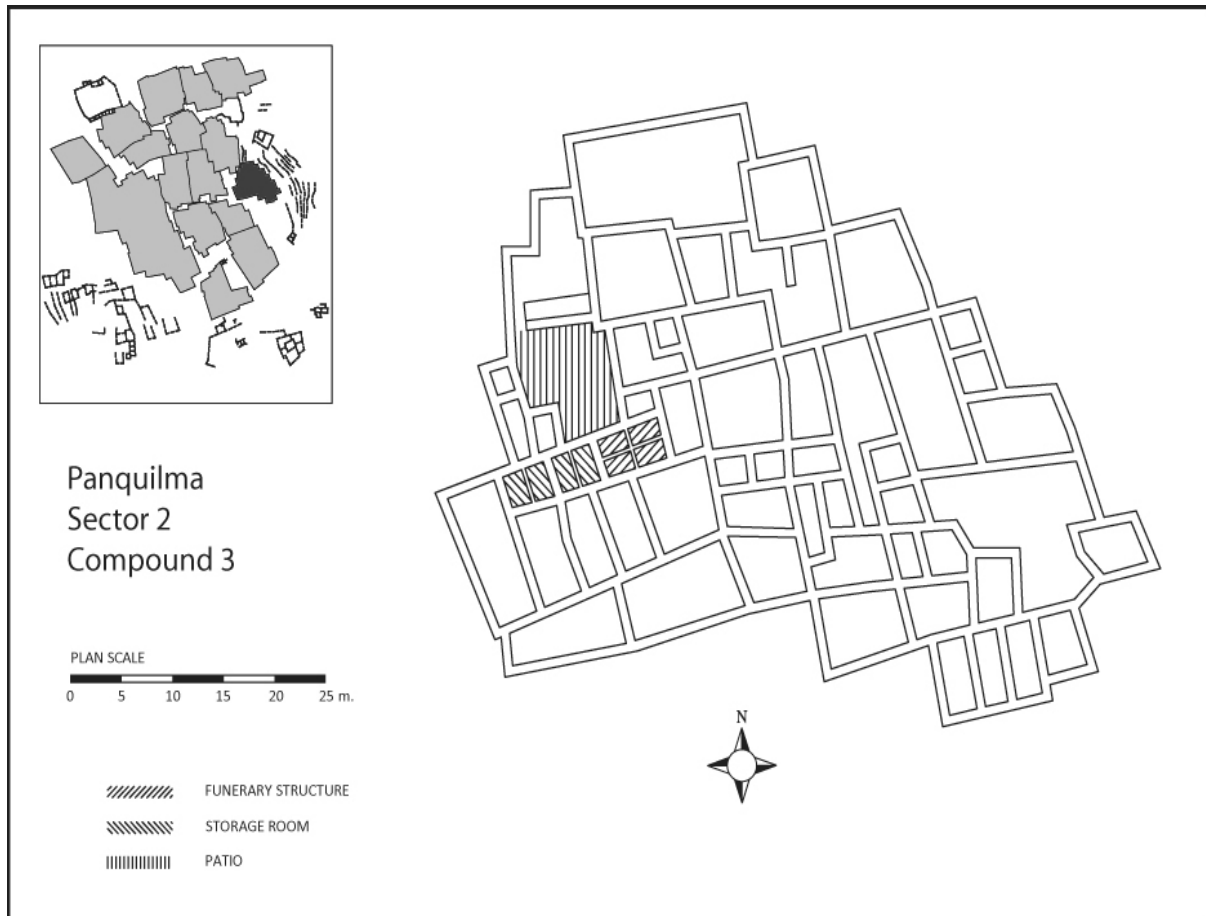 Panquilma
Sector 2
Compound 3
PLAN SCALE
0 5 10 15 20 25 m.
N
FUNERARY STRUCTURE
STORAGE ROOM
PATIO